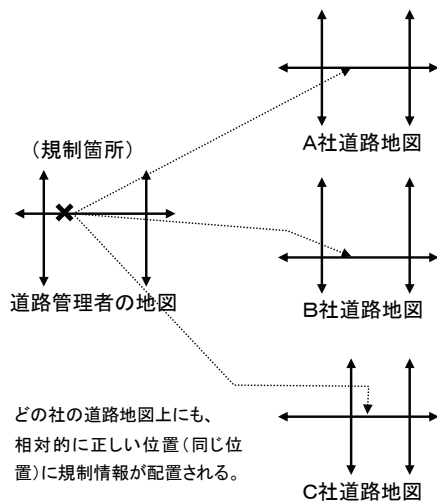 A社道路地図
(規制箇所)
道路管理者の地図
B社道路地図
どの社の道路地図上にも、
相対的に正しい位置(同じ位
置)に規制情報が配置される。
C社道路地図